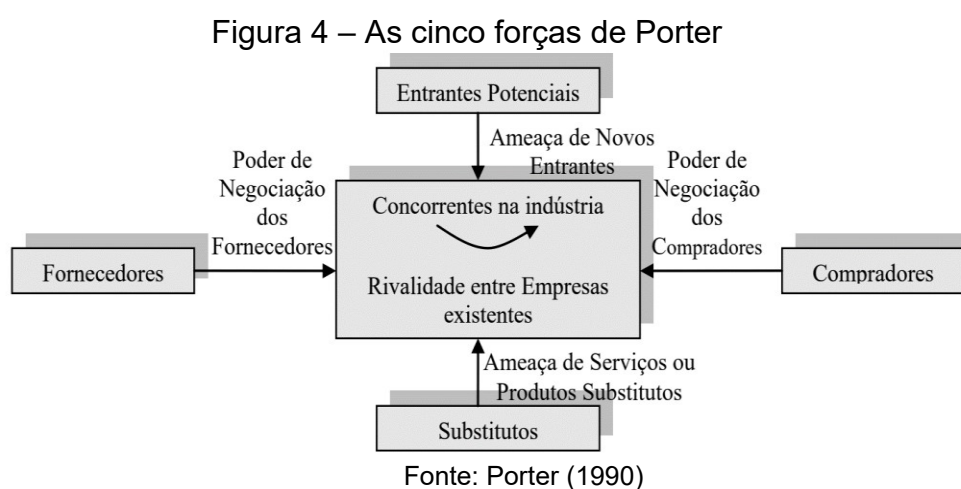 Figura 4 – As cinco forças de Porter
Entrantes Potenciais
Ameaça de Novos
Entrantes
Poder de
Negociação
dos
Fornecedores
Poder de
Negociação
dos
Compradores
Concorrentes na indústria
Fornecedores
Compradores
Rivalidade entre Empresas
existentes
Ameaça de Serviços ou
Produtos Substitutos
Substitutos
Fonte: Porter (1990)